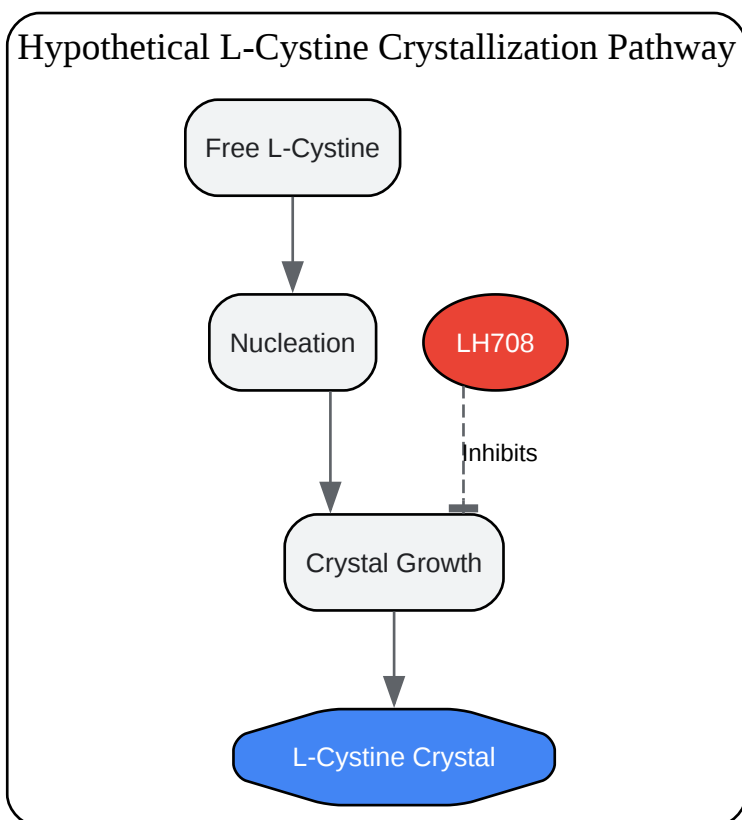 Hypothetical L-Cystine Crystallization Pathway
Free L-Cystine
Nucleation
LH708
Inhibits
Crystal Growth
L-Cystine Crystal